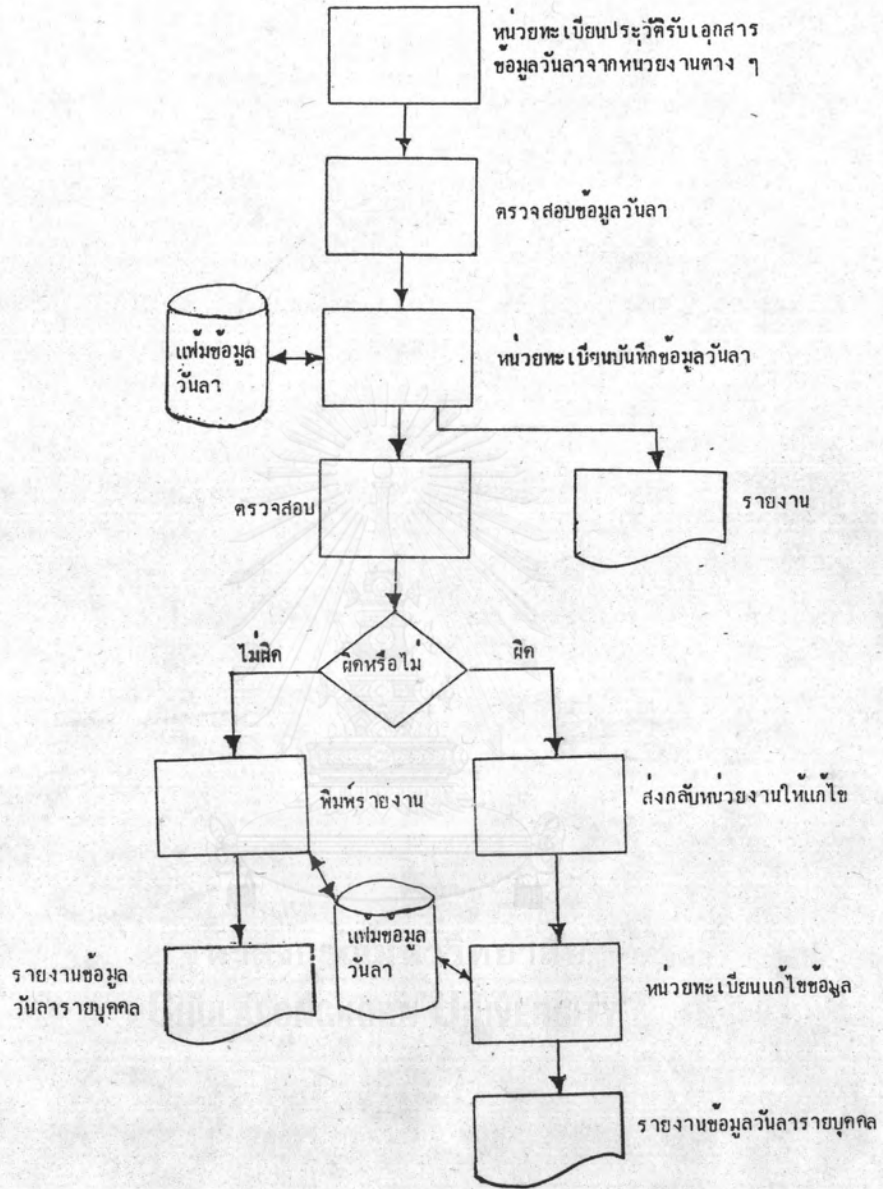 หน่วยทะเบียนประวัติรับเอกสาร
ข้อมูลวันลาจากหน่วยงานต่าง ๆ
ตรวจสอบข้อมูลวันลา
แฟ้มข้อมูล
วันลา
หน่วยทะเบียนบันทึกข้อมูลวันลา
ตรวจสอบ
รายงาน
ไม่ผิด
ผิดหรือไม่
ผิด
พิมพ์รายงาน
ส่งกลับหน่วยงานให้แก้ไข
แฟ้มข้อมูล
วันลา
รายงานข้อมูล
วันลารายบุคคล
หน่วยทะเบียนแก้ไขข้อมูล
รายงานข้อมูลวันลารายบุคคล